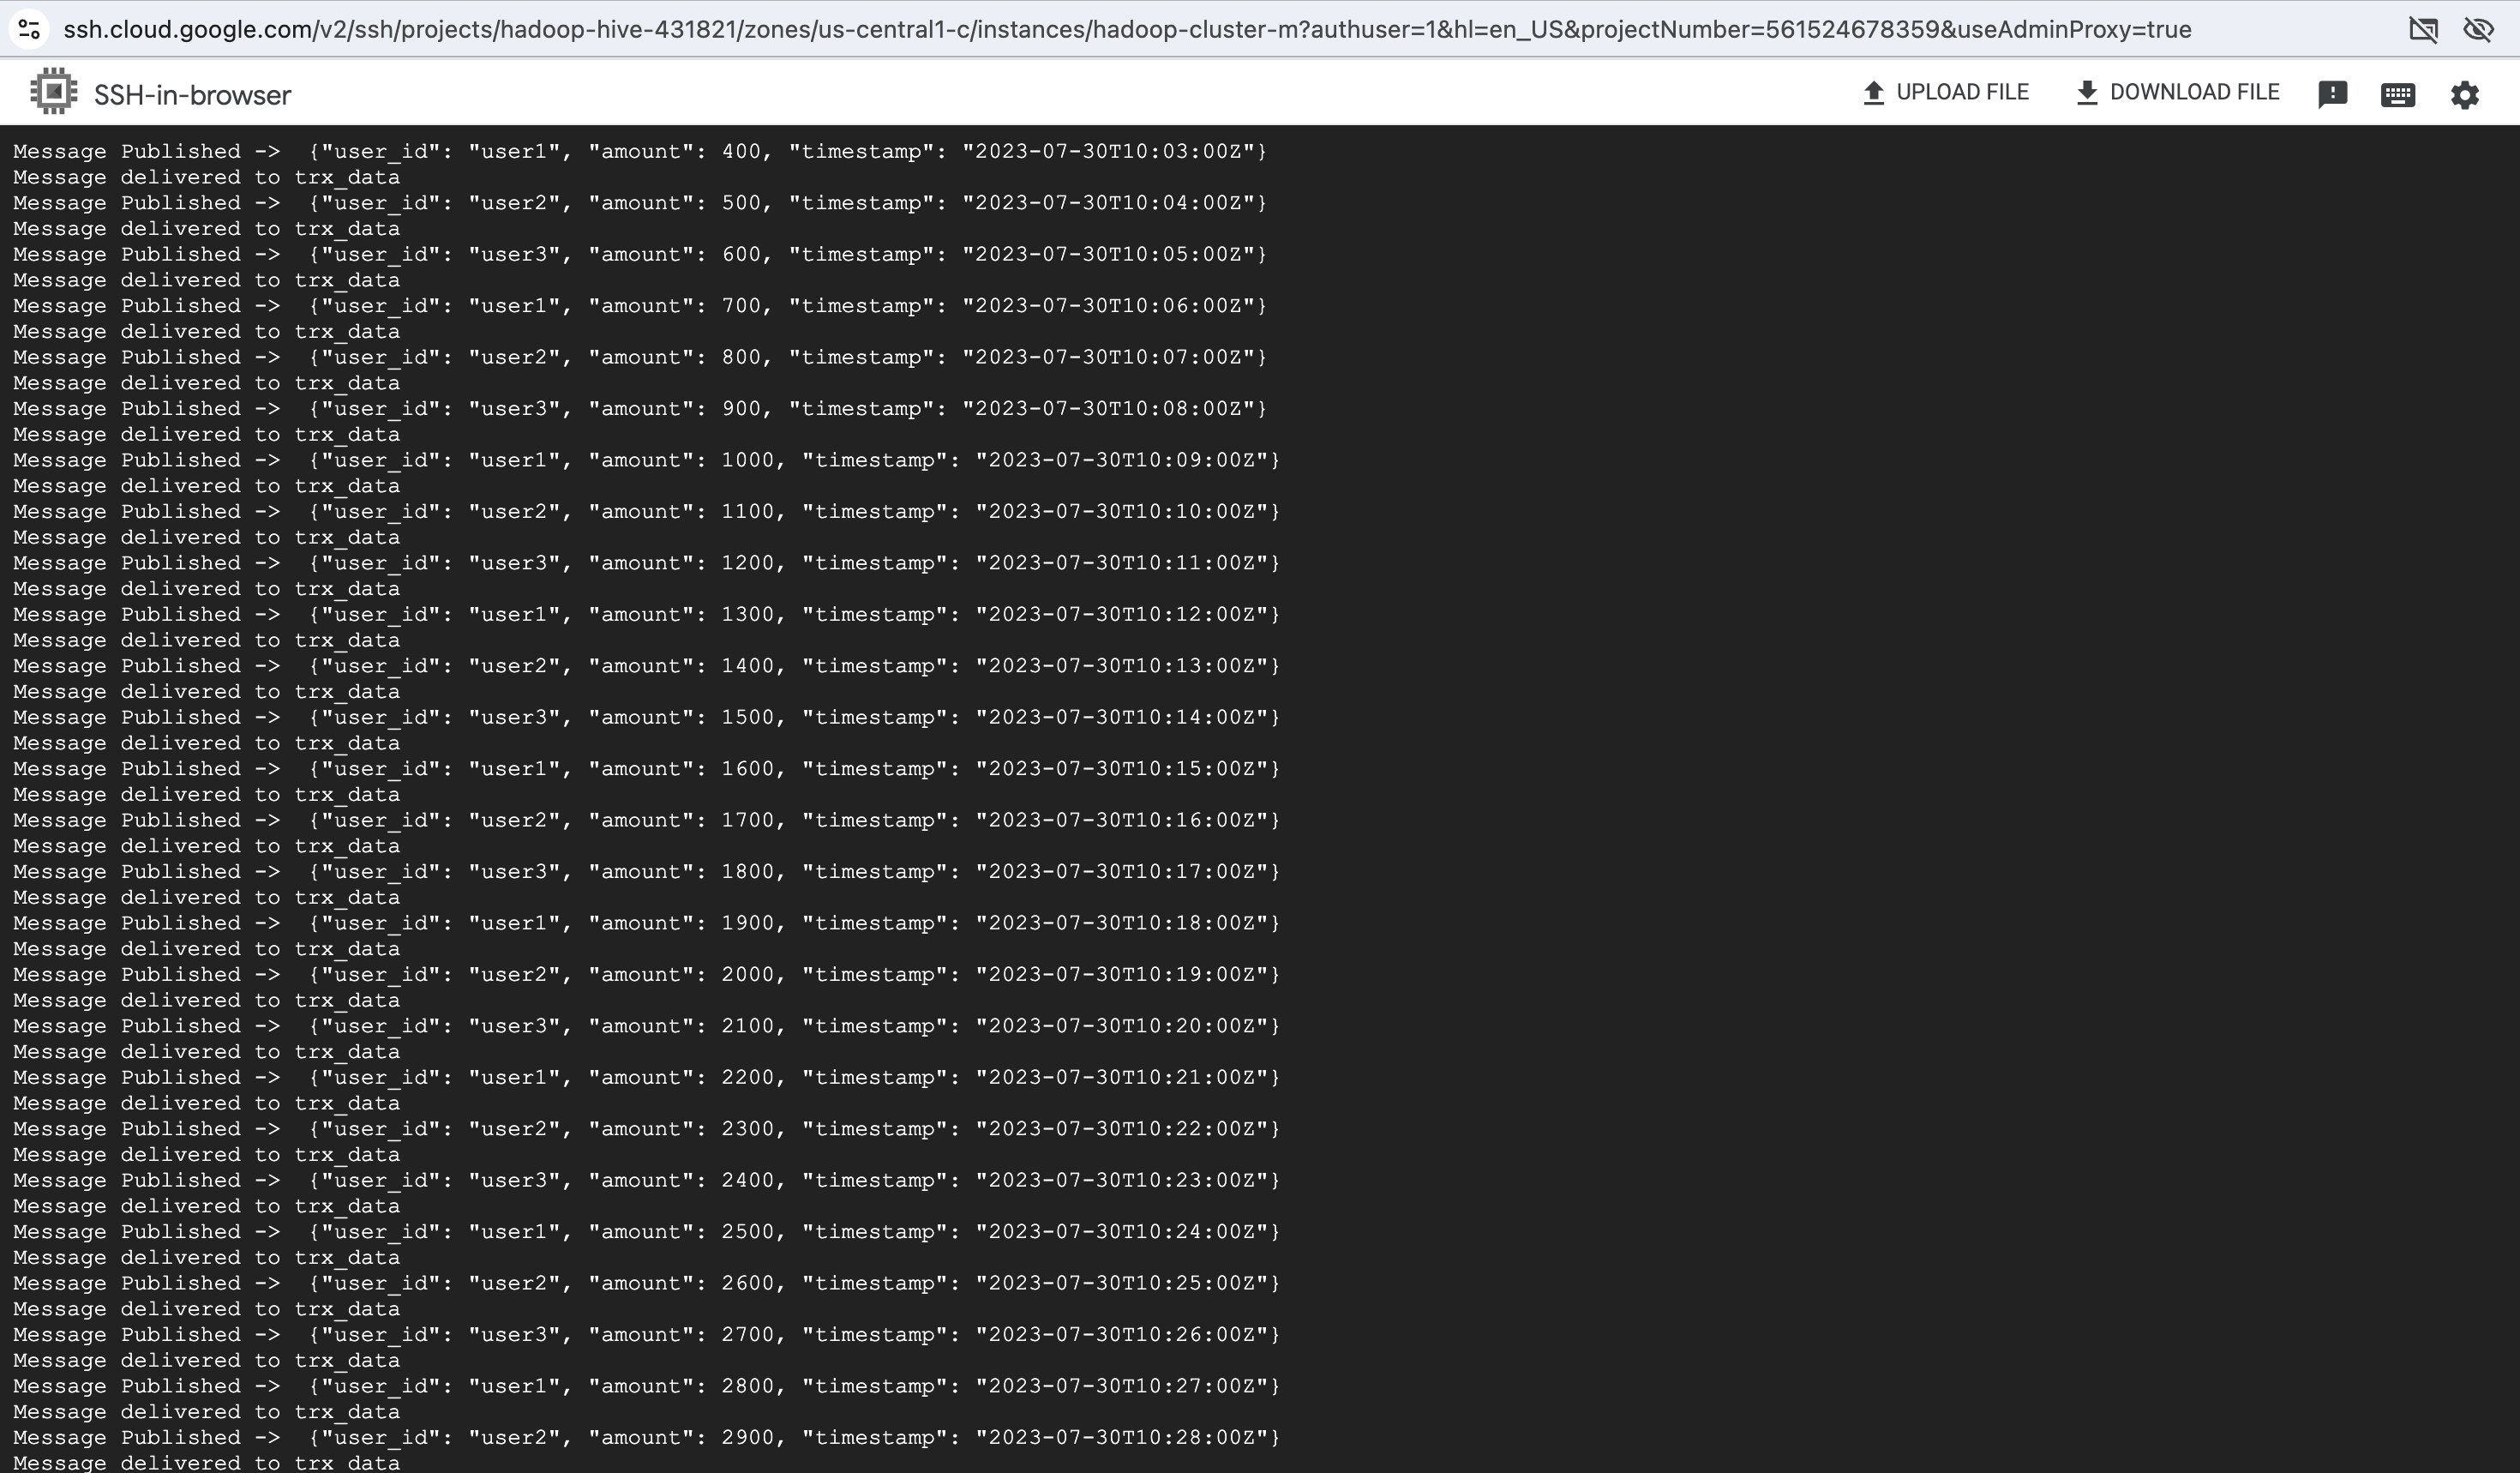 ssh.cloud.google.com/v2/ssh/projects/hadoop-hive-431821/zones/us-central1-c/instances/hadoop-cluster-m?authuser=1&hl=en_US&projectNumber=561524678359&useAdminProxy=true
SSH-in-browser UPLOAD FILE DOWNLOAD FILE
Message Published ->  {"user_id": "user1", "amount": 400, "timestamp": "2023-07-30T10:03:00Z"}
Message delivered to trx_data
Message Published ->  {"user_id": "user2", "amount": 500, "timestamp": "2023-07-30T10:04:00Z"}
Message delivered to trx_data
Message Published ->  {"user_id": "user3", "amount": 600, "timestamp": "2023-07-30T10:05:00Z"}
Message delivered to trx_data
Message Published ->  {"user_id": "user1", "amount": 700, "timestamp": "2023-07-30T10:06:00Z"}
Message delivered to trx_data
Message Published ->  {"user_id": "user2", "amount": 800, "timestamp": "2023-07-30T10:07:00Z"}
Message delivered to trx_data
Message Published ->  {"user_id": "user3", "amount": 900, "timestamp": "2023-07-30T10:08:00Z"}
Message delivered to trx_data
Message Published ->  {"user_id": "user1", "amount": 1000, "timestamp": "2023-07-30T10:09:00Z"}
Message delivered to trx_data
Message Published ->  {"user_id": "user2", "amount": 1100, "timestamp": "2023-07-30T10:10:00Z"}
Message delivered to trx_data
Message Published ->  {"user_id": "user3", "amount": 1200, "timestamp": "2023-07-30T10:11:00Z"}
Message delivered to trx_data
Message Published ->  {"user_id": "user1", "amount": 1300, "timestamp": "2023-07-30T10:12:00Z"}
Message delivered to trx_data
Message Published ->  {"user_id": "user2", "amount": 1400, "timestamp": "2023-07-30T10:13:00Z"}
Message delivered to trx_data
Message Published ->  {"user_id": "user3", "amount": 1500, "timestamp": "2023-07-30T10:14:00Z"}
Message delivered to trx_data
Message Published ->  {"user_id": "user1", "amount": 1600, "timestamp": "2023-07-30T10:15:00Z"}
Message delivered to trx_data
Message Published ->  {"user_id": "user2", "amount": 1700, "timestamp": "2023-07-30T10:16:00Z"}
Message delivered to trx_data
Message Published ->  {"user_id": "user3", "amount": 1800, "timestamp": "2023-07-30T10:17:00Z"}
Message delivered to trx_data
Message Published ->  {"user_id": "user1", "amount": 1900, "timestamp": "2023-07-30T10:18:00Z"}
Message delivered to trx_data
Message Published ->  {"user_id": "user2", "amount": 2000, "timestamp": "2023-07-30T10:19:00Z"}
Message delivered to trx_data
Message Published ->  {"user_id": "user3", "amount": 2100, "timestamp": "2023-07-30T10:20:00Z"}
Message delivered to trx_data
Message Published ->  {"user_id": "user1", "amount": 2200, "timestamp": "2023-07-30T10:21:00Z"}
Message delivered to trx_data
Message Published ->  {"user_id": "user2", "amount": 2300, "timestamp": "2023-07-30T10:22:00Z"}
Message delivered to trx_data
Message Published ->  {"user_id": "user3", "amount": 2400, "timestamp": "2023-07-30T10:23:00Z"}
Message delivered to trx_data
Message Published ->  {"user_id": "user1", "amount": 2500, "timestamp": "2023-07-30T10:24:00Z"}
Message delivered to trx_data
Message Published ->  {"user_id": "user2", "amount": 2600, "timestamp": "2023-07-30T10:25:00Z"}
Message delivered to trx_data
Message Published ->  {"user_id": "user3", "amount": 2700, "timestamp": "2023-07-30T10:26:00Z"}
Message delivered to trx_data
Message Published ->  {"user_id": "user1", "amount": 2800, "timestamp": "2023-07-30T10:27:00Z"}
Message delivered to trx_data
Message Published ->  {"user_id": "user2", "amount": 2900, "timestamp": "2023-07-30T10:28:00Z"}
Message delivered to trx_data